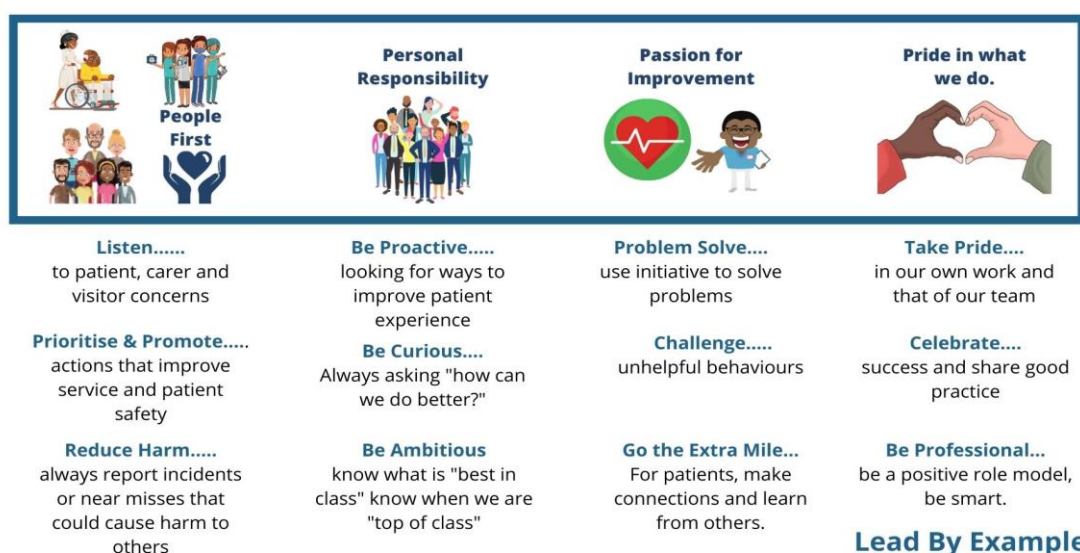 People
First
Personal
Responsibility
Passion for
Improvement
Pride in what
we do.
Listen......
to patient, carer and
visitor concerns
Prioritise & Promote.....
actions that improve
service and patient
safety
Reduce Harm.....
always report incidents
or near misses that
could cause harm to
others
Be Proactive.....
looking for ways to
improve patient
experience
Be Curious....
Always asking "how can
we do better?"
Be Ambitious
know what is "best in
class" know when we are
"top of class"
Problem Solve....
use initiative to solve
problems
Challenge.....
unhelpful behaviours
Go the Extra Mile...
For patients, make
connections and learn
from others.
Take Pride....
in our own work and
that of our team
Celebrate....
success and share good
practice
Be Professional...
be a positive role model,
be smart.
Lead By Example